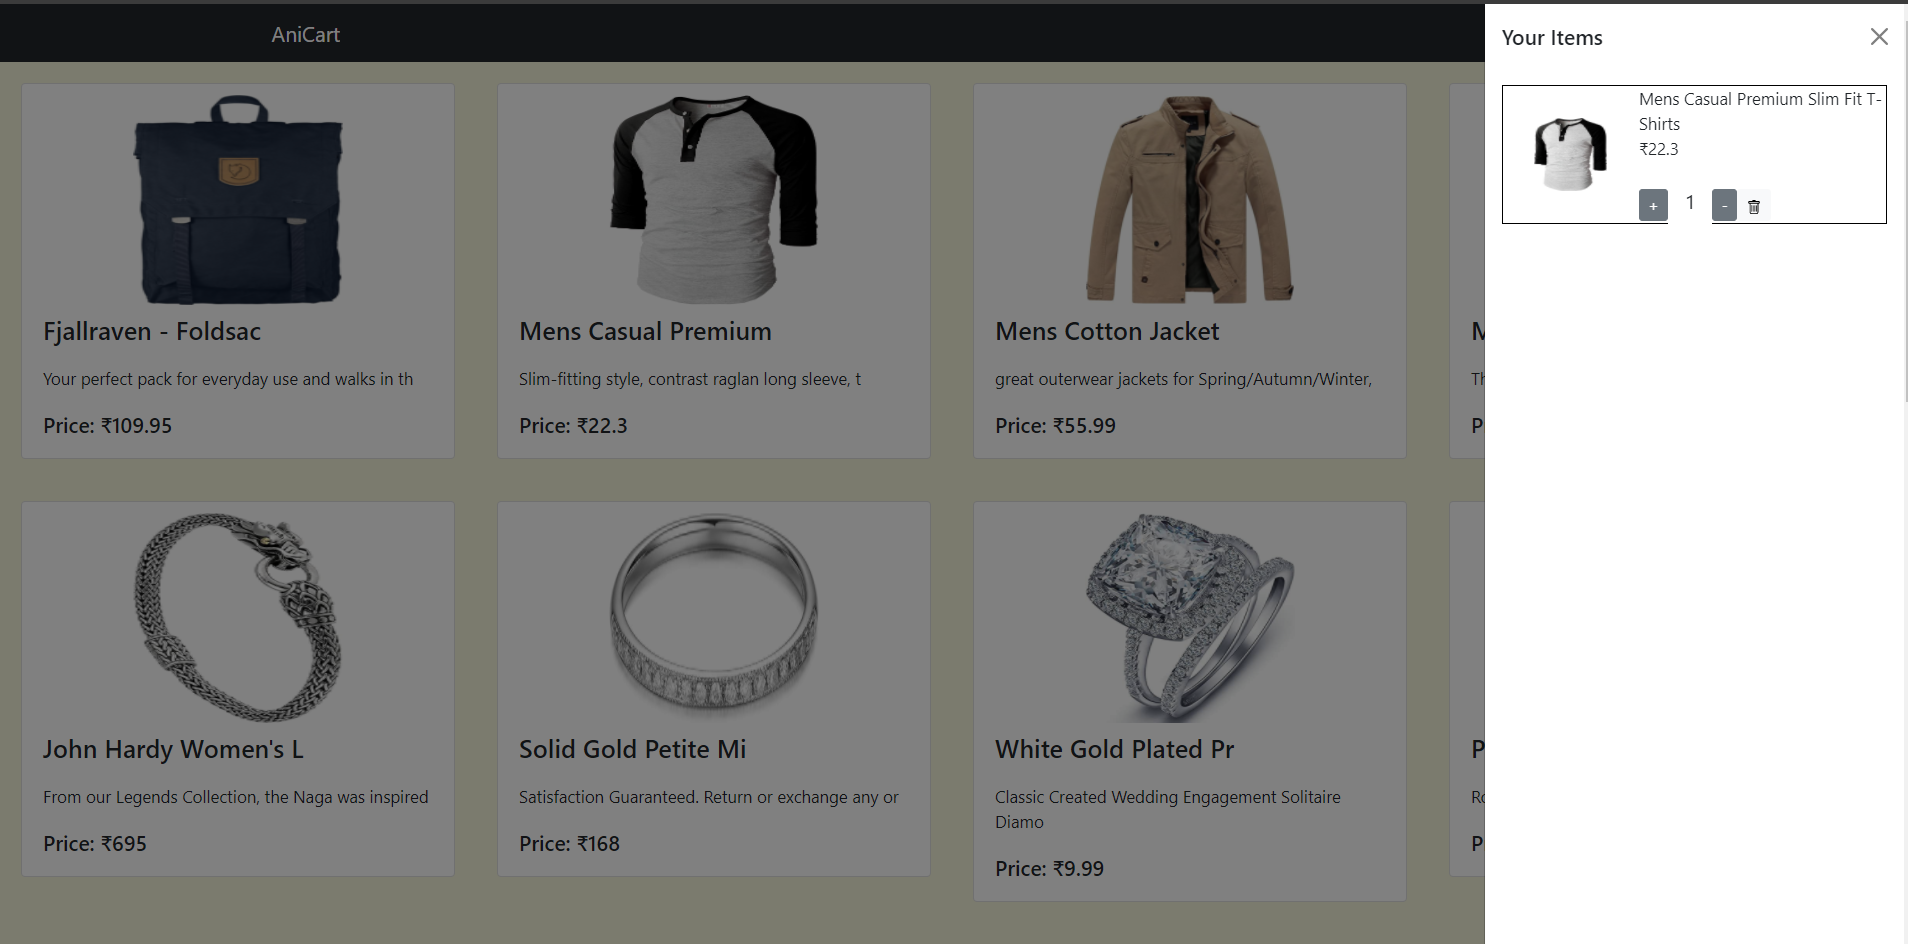 AniCart
Fjallraven - Foldsac
Your perfect pack for everyday use and walks in th
Price: ₹109.95
Mens Casual Premium
Slim-fitting style, contrast raglan long sleeve, t
Price: ₹22.3
Mens Cotton Jacket
great outerwear jackets for Spring/Autumn/Winter,
Price: ₹55.99
M
Th
P
John Hardy Women's L
From our Legends Collection, the Naga was inspired
Price: ₹695
Solid Gold Petite Mi
Satisfaction Guaranteed. Return or exchange any or
Price: ₹168
White Gold Plated Pr
Classic Created Wedding Engagement Solitaire
Diamo
Price: ₹9.99
P
Ro
P
Your Items
Mens Casual Premium Slim Fit T-
Shirts
₹22.3
+ 1 -